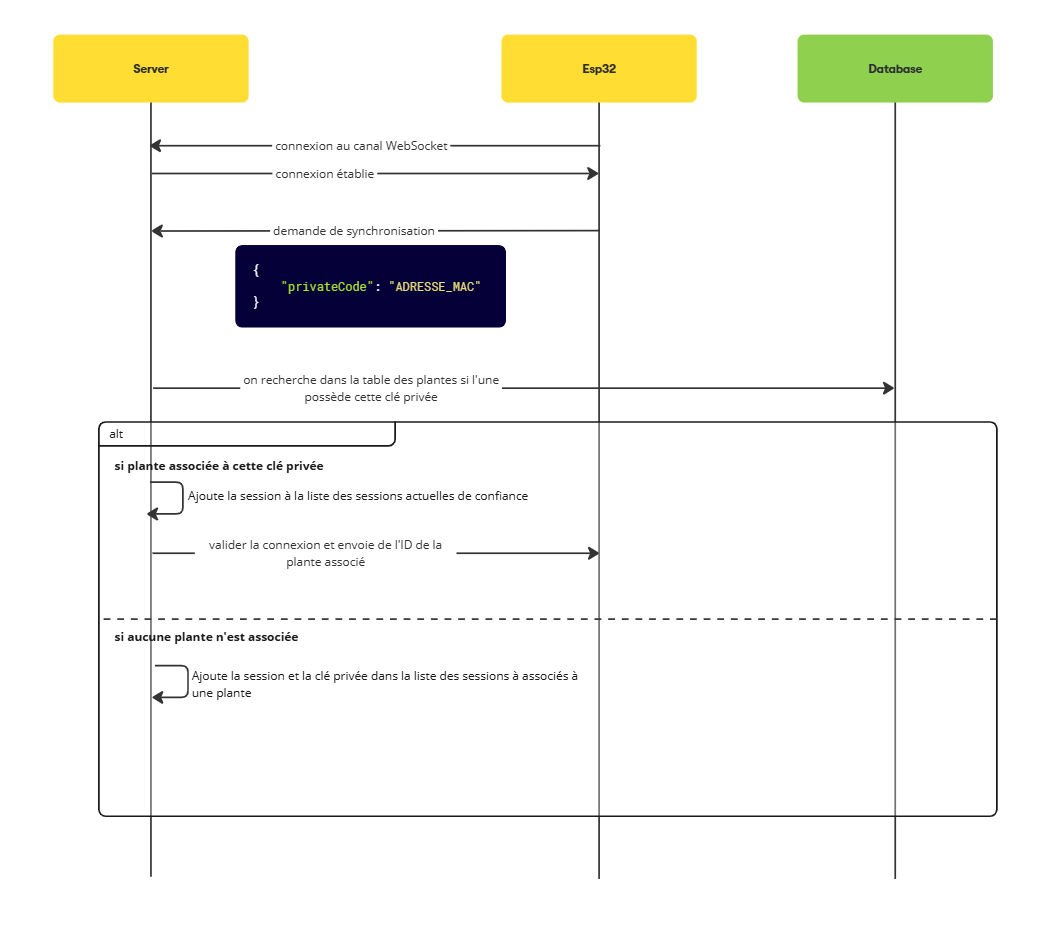 Server
Esp32
Database
connexion au canal WebSocket
connexion établie
demande de synchronisation
{
"privateCode": "ADRESSE_MAC"
}
on recherche dans la table des plantes si l'une
possède cette clé privée
alt
si plante associée à cette clé privée
Ajoute la session à la liste des sessions actuelles de confiance
valider la connexion et envoie de l'ID de la
plante associé
si aucune plante n'est associée
Ajoute la session et la clé privée dans la liste des sessions à associés à
une plante